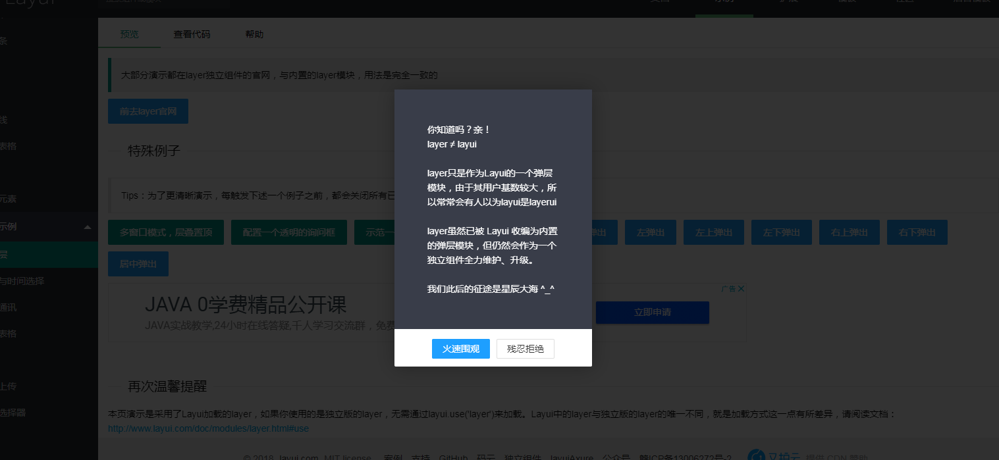 Layui
预览
查看代码
帮助
条
大部分演示都在layer独立组件的官网，与内置的layer模块，用法是完全一致的
前去layer官网
线
表格
特殊例子
元素
Tips：为了更清晰演示，每触发下述一个例子之前，都会关闭所有已
示例
多窗口模式，层叠置顶
配置一个透明的询问框
示范一
弹出
左弹出
左上弹出
左下弹出
右上弹出
右下弹出
层
居中弹出
与时间选择
通讯
表格
JAVA 0学费精品公开课
JAVA实战教学,24小时在线答疑,千人学习交流群，免费
广告
立即申请
上传
选择器
再次温馨提醒
本页演示是采用了Layui加载的layer，如果你使用的是独立版的layer，无需通过layui.use('layer')来加载。Layui中的layer与独立版的layer的唯一不同，就是加载方式这一点有所差异，请阅读文档：
http://www.layui.com/doc/modules/layer.html#use
© 2018 layui.com MIT license 案例 支持 GitHub 码云 独立组件 layuiAxure 公众号 赣ICP备13006272号-2 又拍云 提供 CDN 赞助
你知道吗？亲！
layer ≠ layui
layer只是作为Layui的一个弹层
模块，由于其用户基数较大，所
以常常会有人以为layui是layerui
layer虽然已被 Layui 收编为内置
的弹层模块，但仍然会作为一个
独立组件全力维护、升级。
我们此后的征途是星辰大海 ^_^
火速围观
残忍拒绝